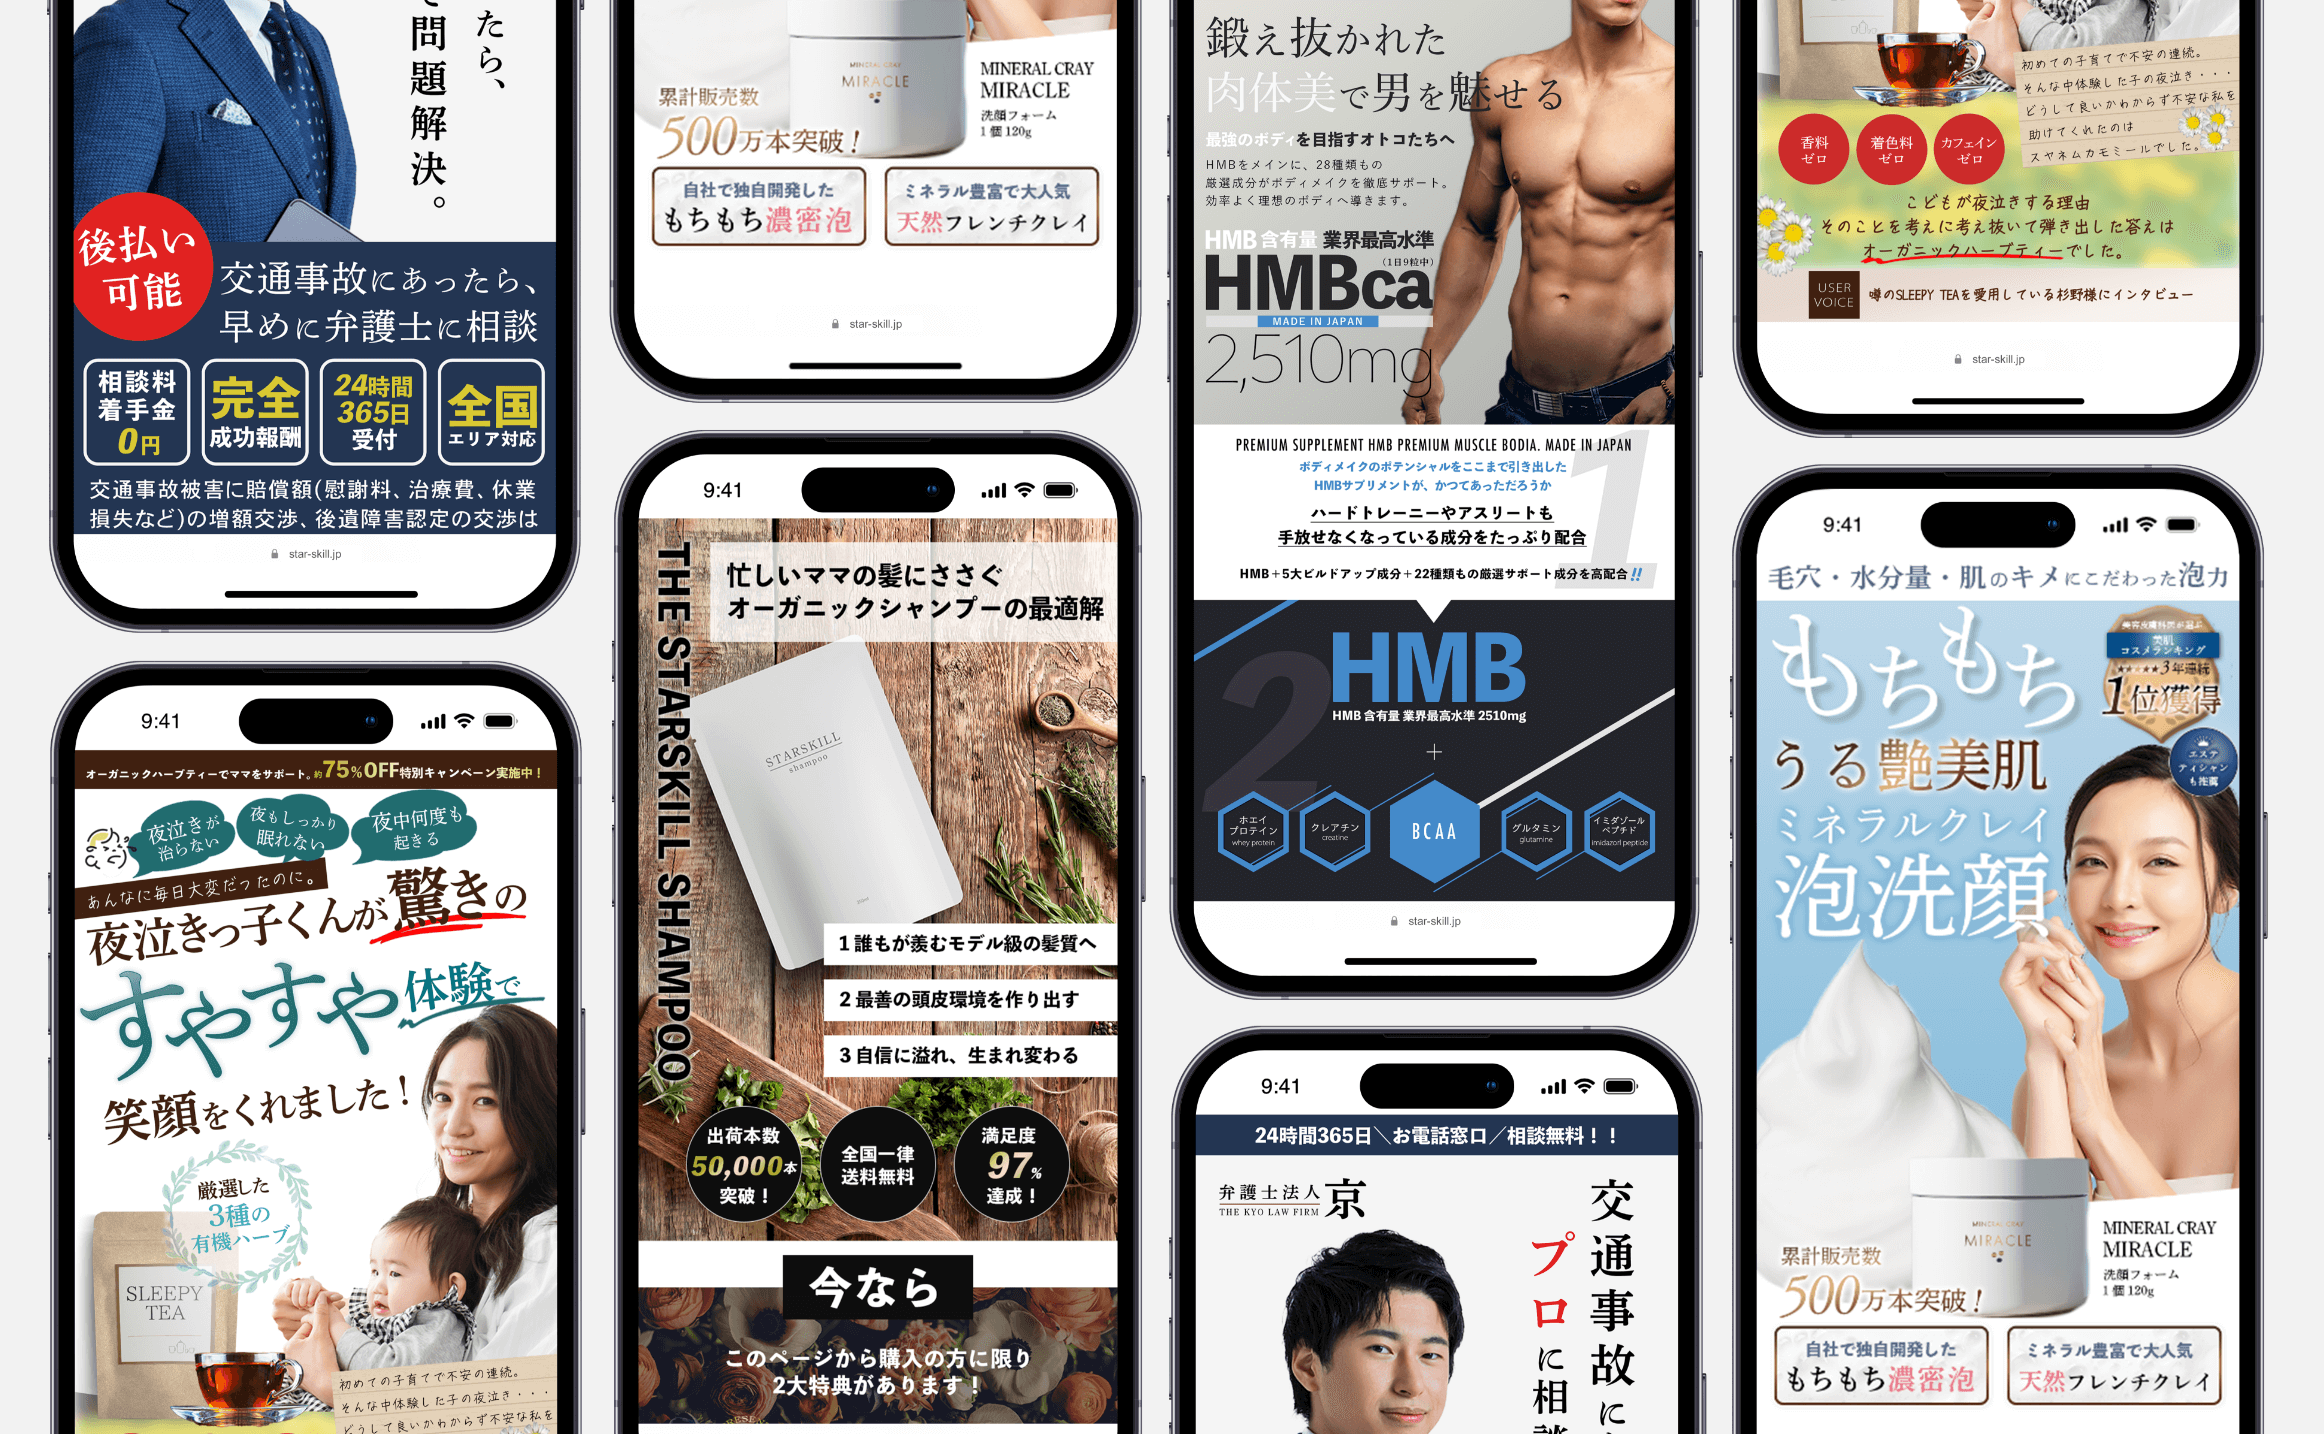 たら、
で問題解決。
後払い
可能
交通事故にあったら、
早めに弁護士に相談
相談料
着手金
0円
完全
成功報酬
24時間
365日
受付
全国
エリア対応
交通事故被害に賠償額(慰謝料、治療費、休業
損失など)の増額交渉、後遺障害認定の交渉は
star-skill.jp
9:41
オーガニックハーブティーでママをサポート。約75%OFF特別キャンペーン実施中！
夜泣きが
治らない
夜もしっかり
眠れない
夜中何度も
起きる
あんなに毎日大変だったのに。
夜泣きっ子くんが驚きの
すやすや体験で
笑顔をくれました！
厳選した
3種の
有機ハーブ
SLEEPY
TEA
初めての子育てで不安の連続。
そんな中体験した子の夜泣き・・・
どうして良いかわからず不安な私を
MINERAL CRAY
MIRACLE
累計販売数
500万本突破！
MINERAL CRAY
MIRACLE
洗顔フォーム
1個120g
自社で独自開発した
もちもち濃密泡
ミネラル豊富で大人気
天然フレンチクレイ
star-skill.jp
9:41
THE STARSKILL SHAMPOO
忙しいママの髪にささぐ
オーガニックシャンプーの最適解
STARSKILL
shampoo
1 誰もが羨むモデル級の髪質へ
2 最善の頭皮環境を作り出す
3 自信に溢れ、生まれ変わる
出荷本数
50,000本
突破！
全国一律
送料無料
満足度
97%
達成！
今なら
このページから購入の方に限り
2大特典があります！
鍛え抜かれた
肉体美で男を魅せる
最強のボディを目指すオトコたちへ
HMBをメインに、28種類もの
厳選成分がボディメイクを徹底サポート。
効率よく理想のボディへ導きます。
HMB含有量 業界最高水準
(1日9粒中)
HMBca
MADE IN JAPAN
2,510mg
PREMIUM SUPPLEMENT HMB PREMIUM MUSCLE BODIA. MADE IN JAPAN
1
ボディメイクのポテンシャルをここまで引き出した
HMBサプリメントが、かつてあっただろうか
ハードトレーニーやアスリートも
手放せなくなっている成分をたっぷり配合
HMB＋5大ビルドアップ成分＋22種類もの厳選サポート成分を高配合!!
2
HMB
HMB 含有量 業界最高水準 2510mg
＋
ホエイ
プロテイン
whey protein
クレアチン
creatine
BCAA
グルタミン
glutamine
イミダゾール
ペプチド
imidazorl peptide
star-skill.jp
9:41
24時間365日＼お電話窓口／相談無料！！
弁護士法人 京
THE KYO LAW FIRM
交通事故に
プロに相談
初めての子育てで不安の連続。
そんな中体験した子の夜泣き・・・
どうして良いかわからず不安な私を
助けてくれたのは
スヤネムカモミールでした。
香料
ゼロ
着色料
ゼロ
カフェイン
ゼロ
こどもが夜泣きする理由
そのことを考えに考え抜いて弾き出した答えは
オーガニックハーブティーでした。
USER
VOICE
噂のSLEEPY TEAを愛用している杉野様にインタビュー
star-skill.jp
9:41
毛穴・水分量・肌のキメにこだわった泡力
もちもち
うる艶美肌
ミネラルクレイ
泡洗顔
美容皮膚科医が選ぶ
美肌
コスメランキング
★★★★★3年連続
1位獲得
エステ
ティシャン
も推薦
MINERAL CRAY
MIRACLE
累計販売数
500万本突破！
MINERAL CRAY
MIRACLE
洗顔フォーム
1個120g
自社で独自開発した
もちもち濃密泡
ミネラル豊富で大人気
天然フレンチクレイ